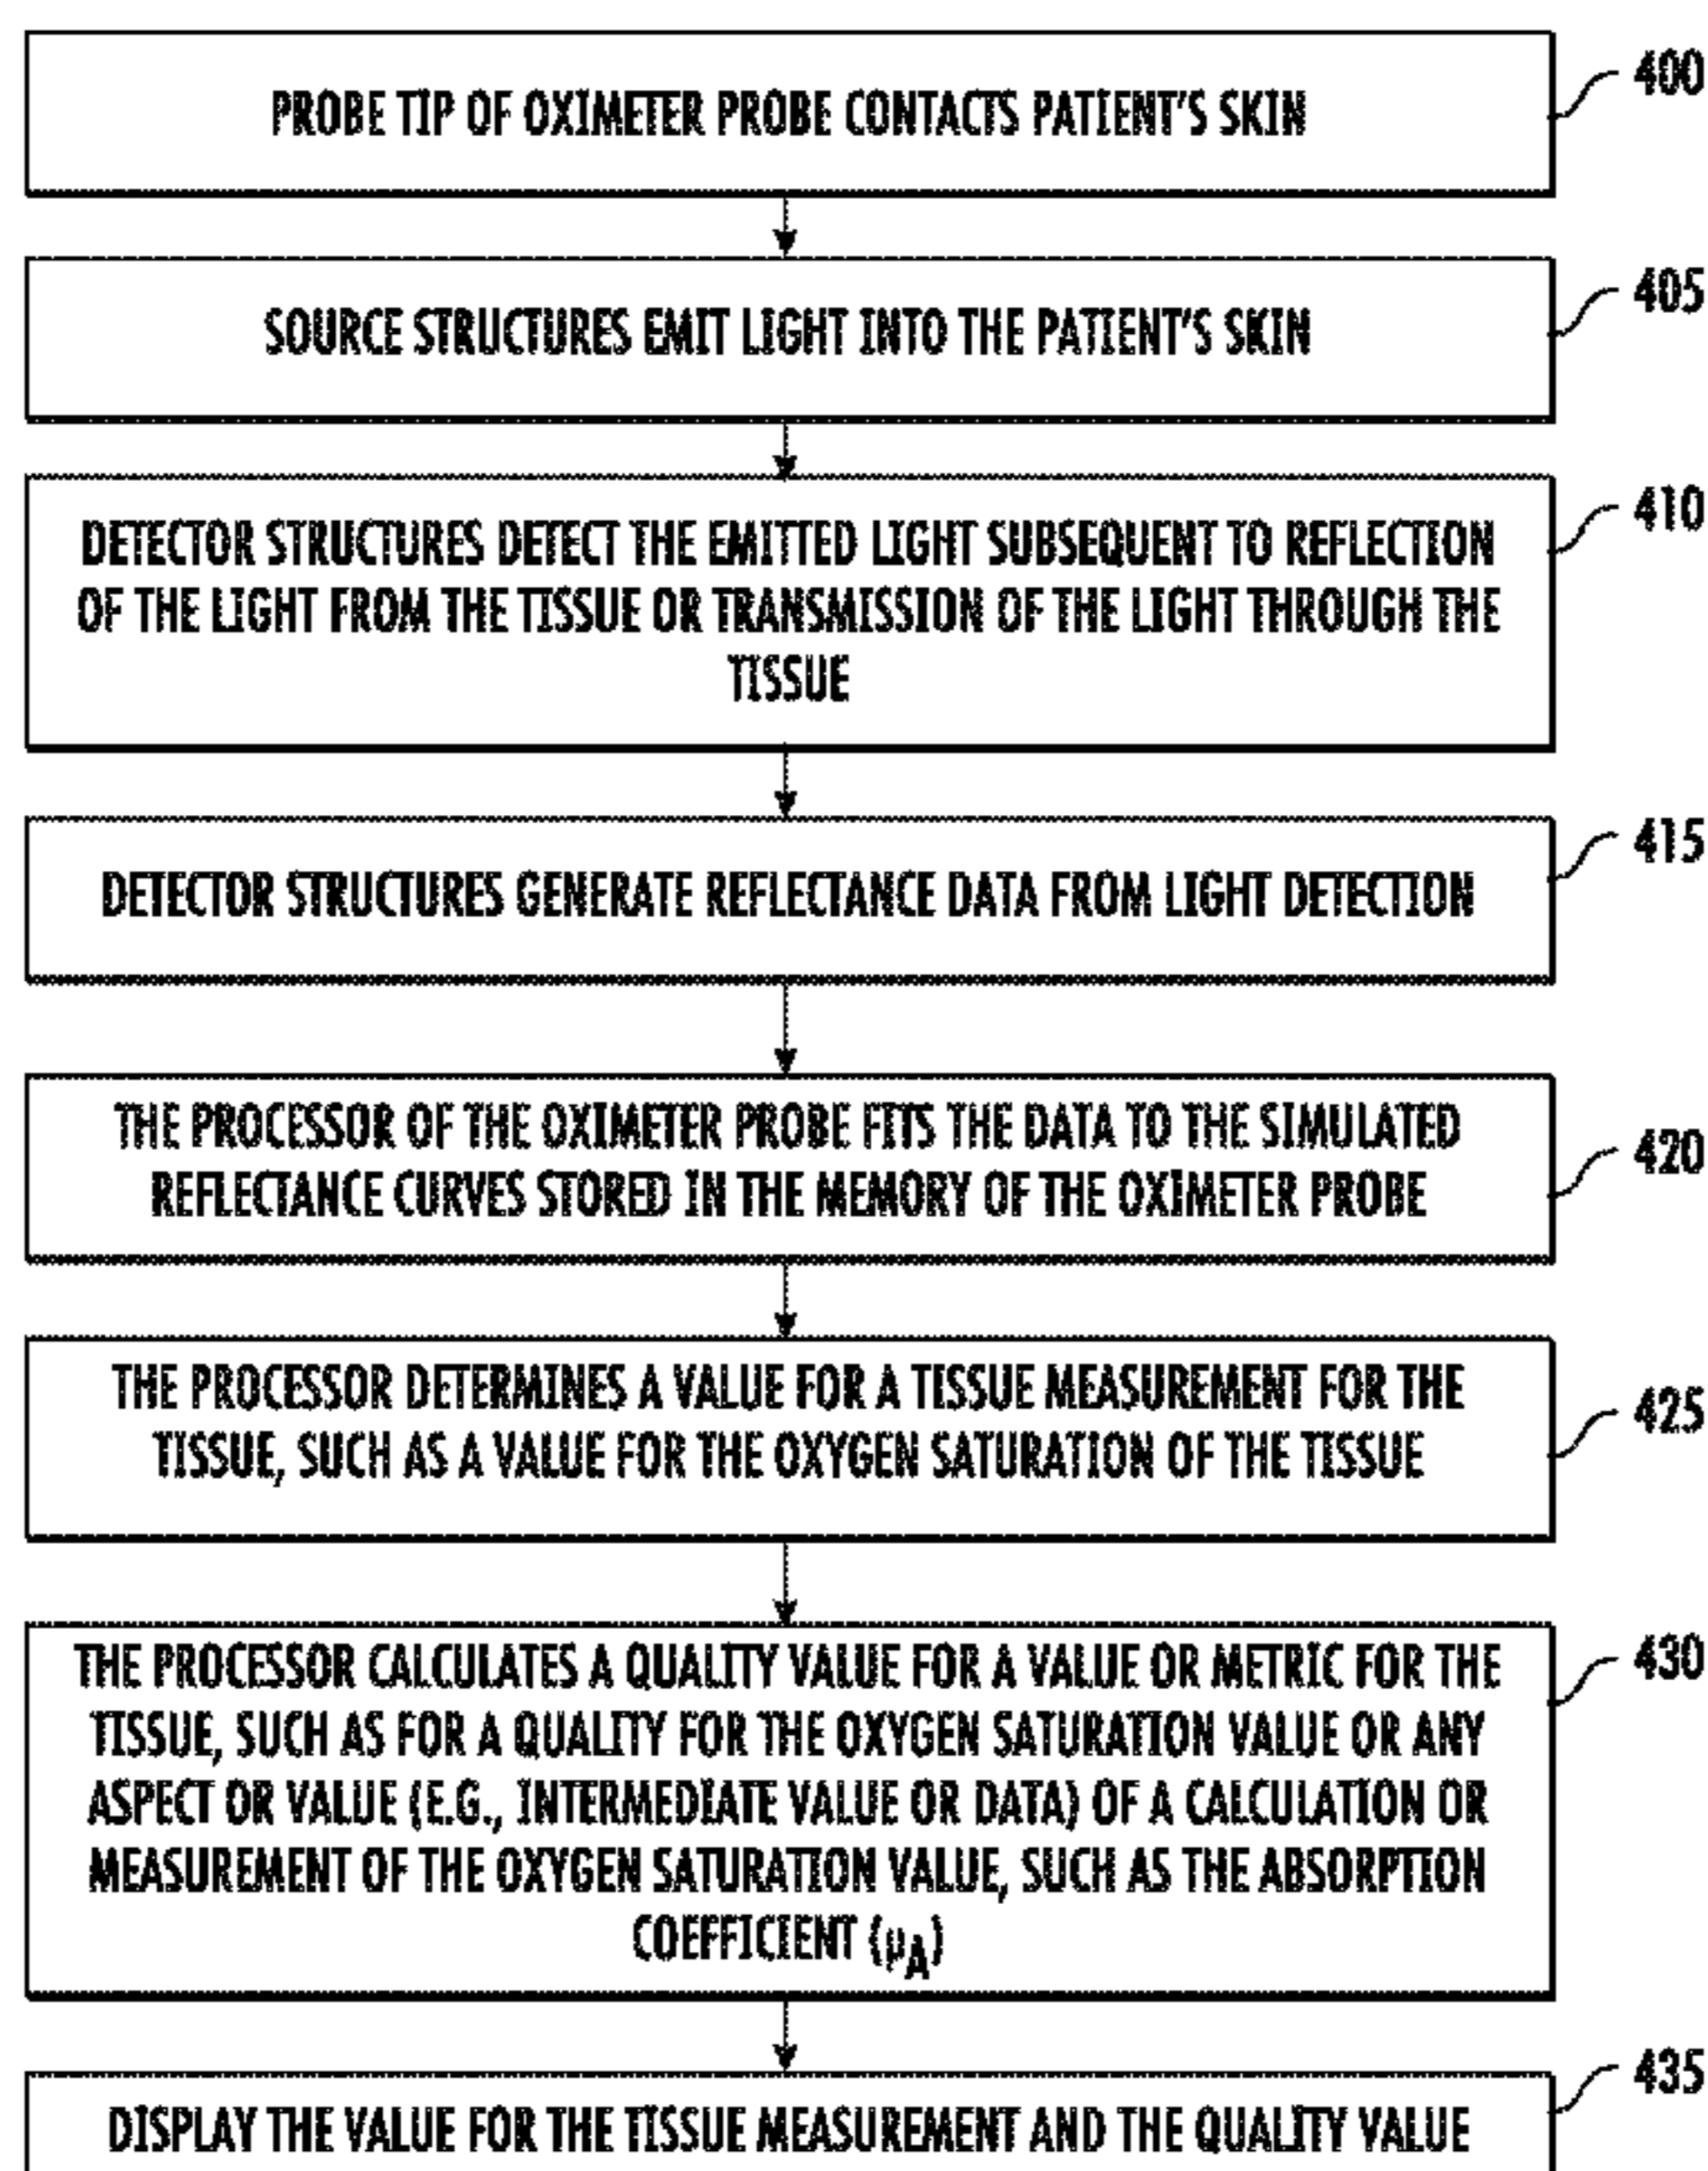 400
PROBE TIP OF OXIMETER PROBE CONTACTS PATIENT'S SKIN
405
SOURCE STRUCTURES EMIT LIGHT INTO THE PATIENT'S SKIN
410
DETECTOR STRUCTURES DETECT THE EMITTED LIGHT SUBSEQUENT TO REFLECTION
OF THE LIGHT FROM THE TISSUE OR TRANSMISSION OF THE LIGHT THROUGH THE
TISSUE
415
DETECTOR STRUCTURES GENERATE REFLECTANCE DATA FROM LIGHT DETECTION
420
THE PROCESSOR OF THE OXIMETER PROBE FITS THE DATA TO THE SIMULATED
REFLECTANCE CURVES STORED IN THE MEMORY OF THE OXIMETER PROBE
425
THE PROCESSOR DETERMINES A VALUE FOR A TISSUE MEASUREMENT FOR THE
TISSUE, SUCH AS A VALUE FOR THE OXYGEN SATURATION OF THE TISSUE
430
THE PROCESSOR CALCULATES A QUALITY VALUE FOR A VALUE OR METRIC FOR THE
TISSUE, SUCH AS FOR A QUALITY FOR THE OXYGEN SATURATION VALUE OR ANY
ASPECT OR VALUE (E.G., INTERMEDIATE VALUE OR DATA) OF A CALCULATION OR
MEASUREMENT OF THE OXYGEN SATURATION VALUE, SUCH AS THE ABSORPTION
COEFFICIENT (μA)
435
DISPLAY THE VALUE FOR THE TISSUE MEASUREMENT AND THE QUALITY VALUE